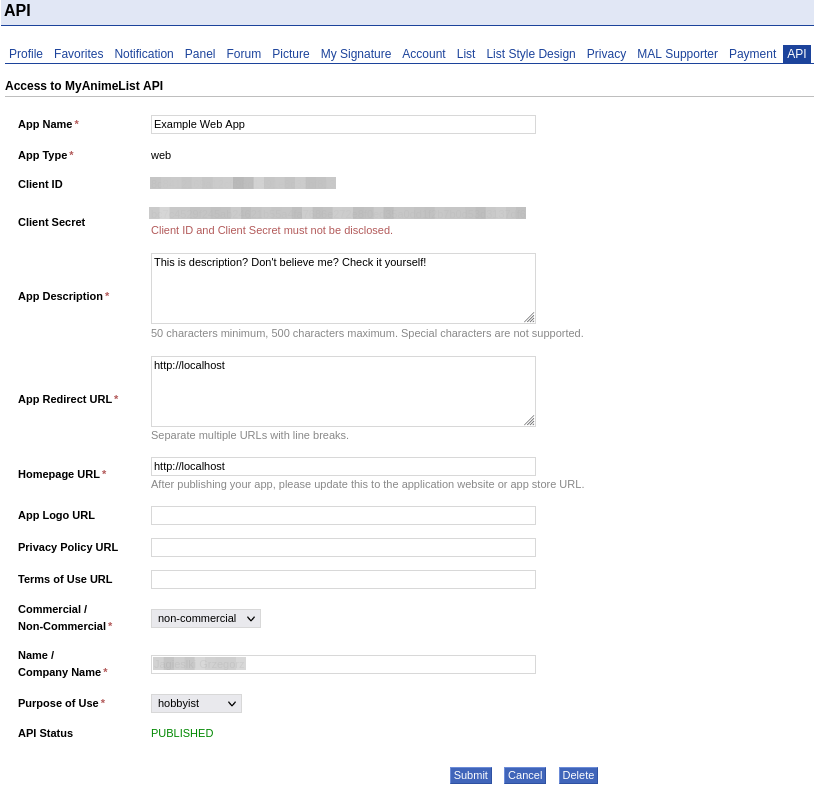 API
Profile Favorites Notification Panel Forum Picture My Signature Account List List Style Design Privacy MAL Supporter Payment API
Access to MyAnimeList API
App Name * Example Web App
App Type * web
Client ID
Client Secret
Client ID and Client Secret must not be disclosed.
This is description? Don't believe me? Check it yourself!
App Description *
50 characters minimum, 500 characters maximum. Special characters are not supported.
http://localhost
App Redirect URL *
Separate multiple URLs with line breaks.
Homepage URL * http://localhost
After publishing your app, please update this to the application website or app store URL.
App Logo URL
Privacy Policy URL
Terms of Use URL
Commercial /
Non-Commercial * non-commercial
Name /
Company Name *
Purpose of Use * hobbyist
API Status PUBLISHED
Submit Cancel Delete